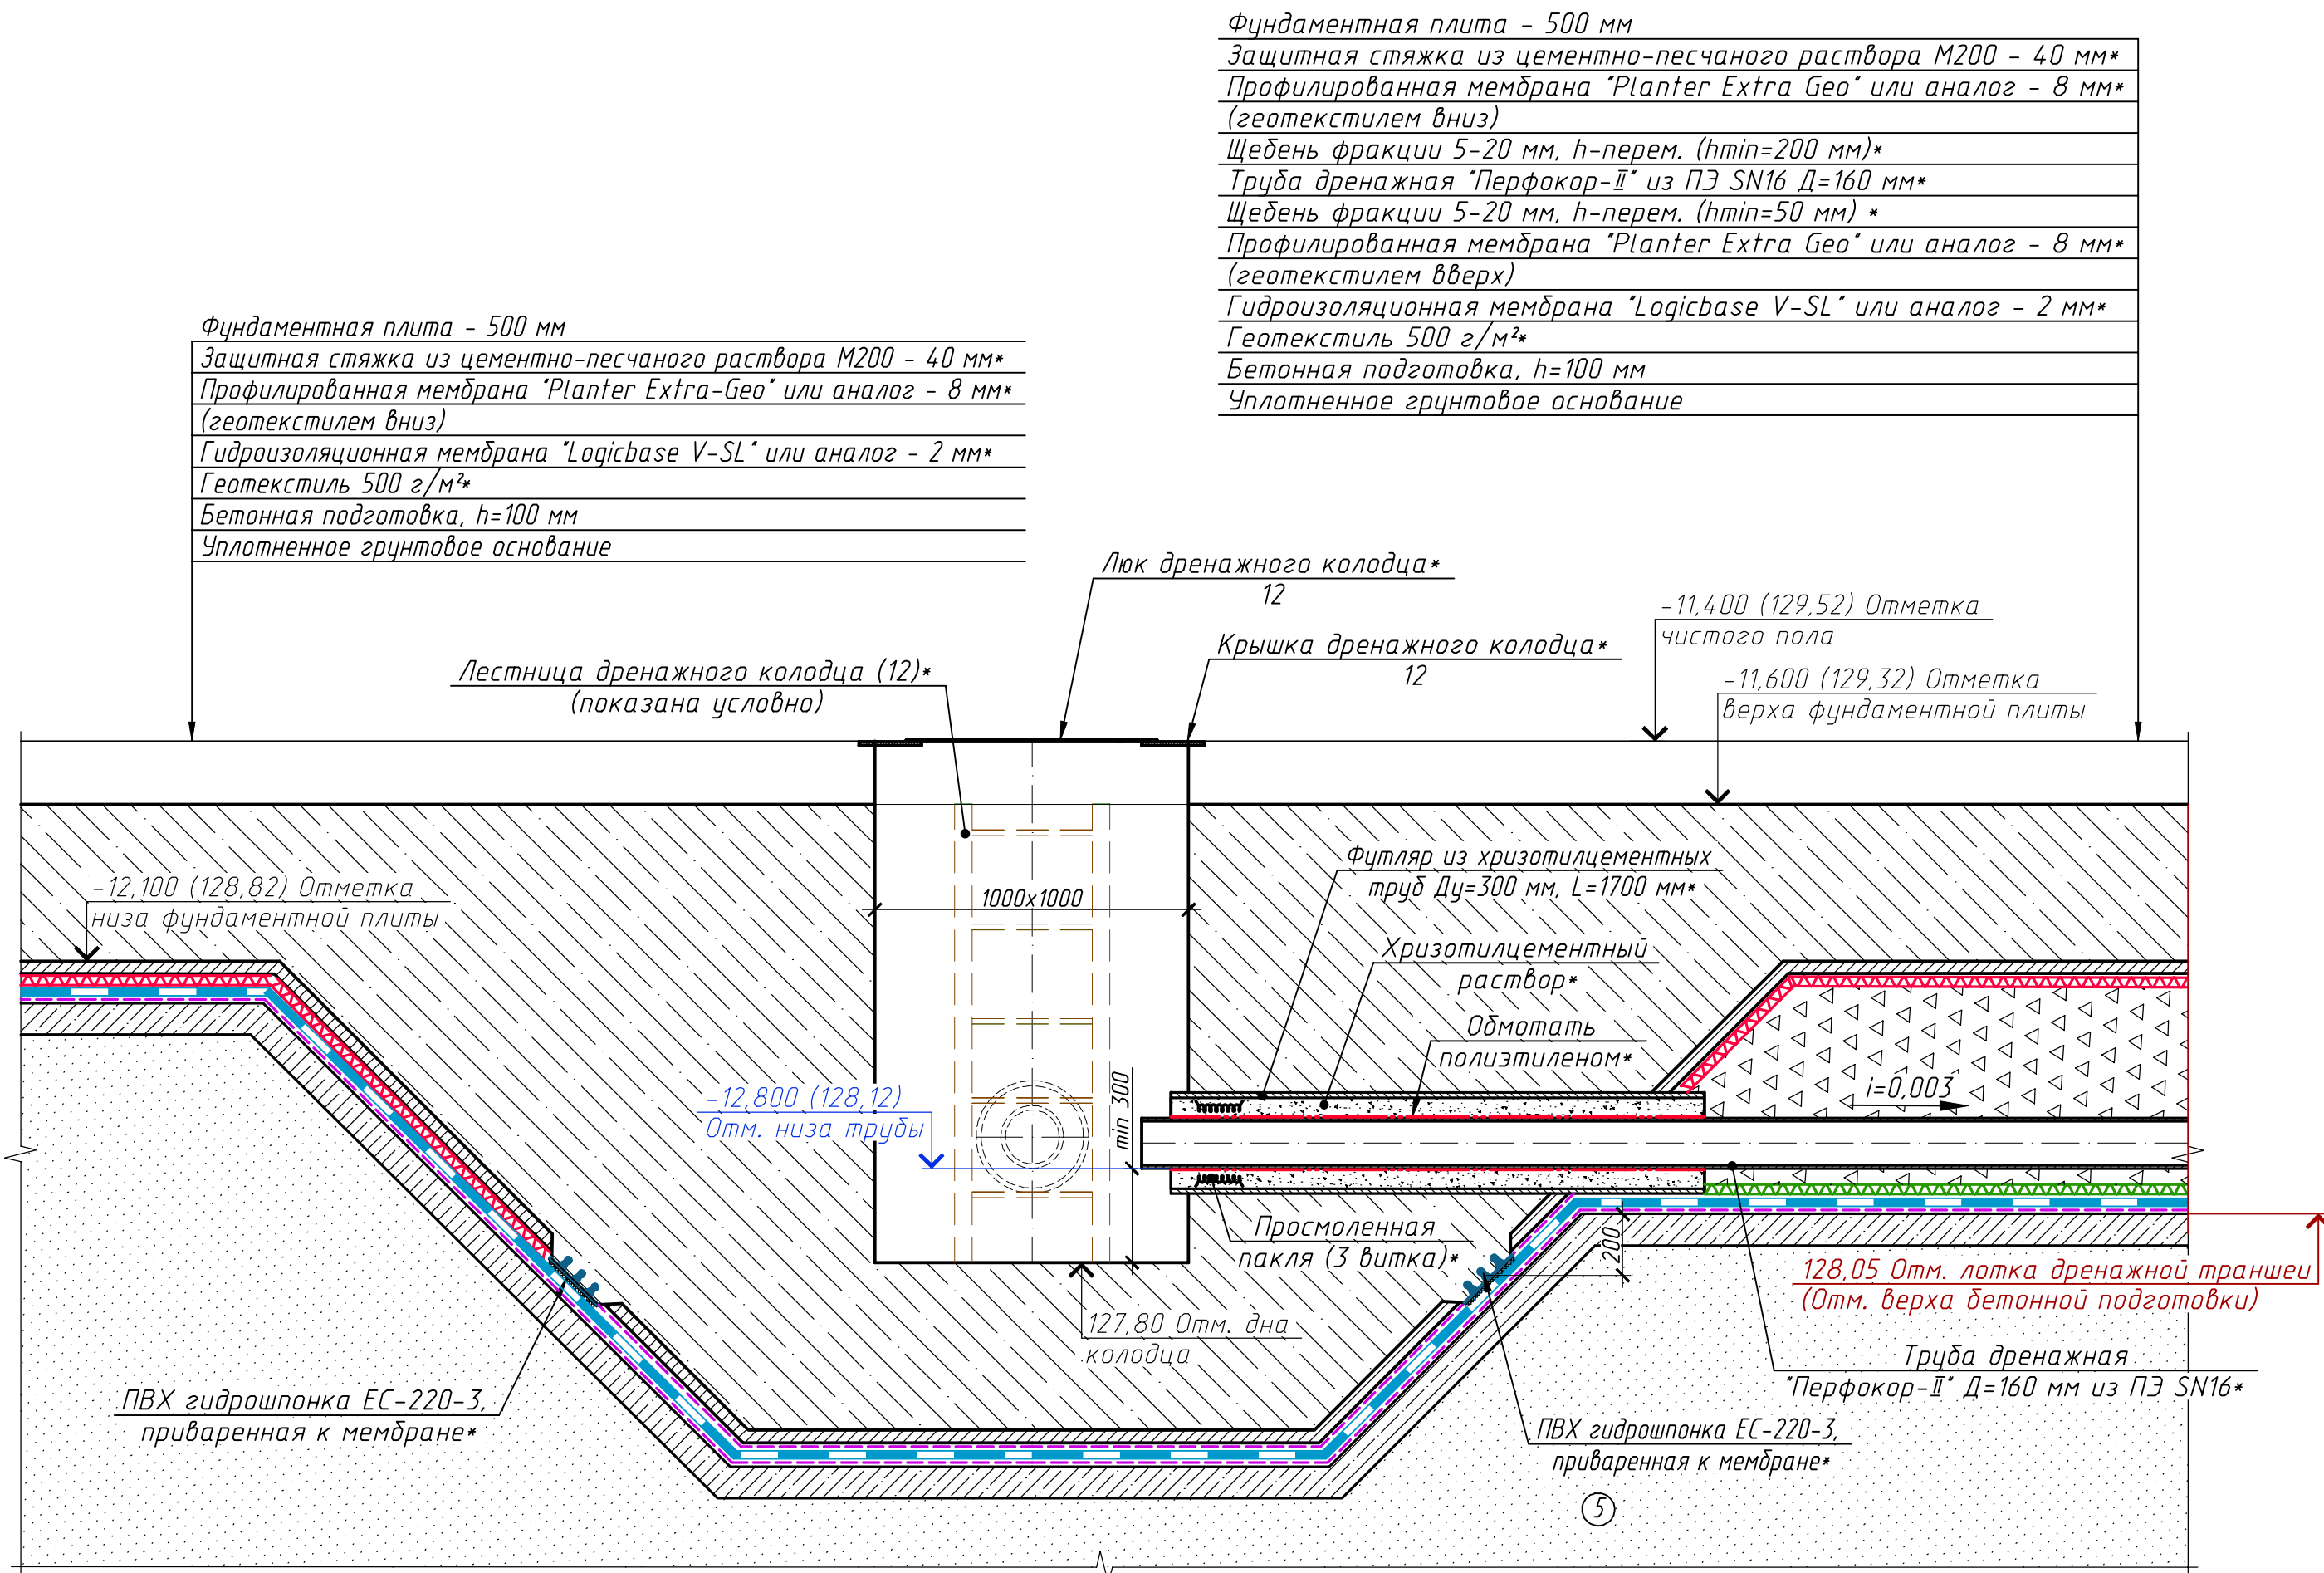 Фундаментная плита - 500 мм
Защитная стяжка из цементно-песчаного раствора М200 - 40 мм*
Профилированная мембрана "Planter Extra Geo" или аналог - 8 мм*
(геотекстилем вниз)
Щебень фракции 5-20 мм, h-перем. (hmin=200 мм)*
Труба дренажная "Перфокор-II" из ПЭ SN16 Д=160 мм*
Щебень фракции 5-20 мм, h-перем. (hmin=50 мм) *
Профилированная мембрана "Planter Extra Geo" или аналог - 8 мм*
(геотекстилем вверх)
Гидроизоляционная мембрана "Logicbase V-SL" или аналог - 2 мм*
Геотекстиль 500 г/м²*
Бетонная подготовка, h=100 мм
Уплотненное грунтовое основание
Фундаментная плита - 500 мм
Защитная стяжка из цементно-песчаного раствора М200 - 40 мм*
Профилированная мембрана "Planter Extra-Geo" или аналог - 8 мм*
(геотекстилем вниз)
Гидроизоляционная мембрана "Logicbase V-SL" или аналог - 2 мм*
Геотекстиль 500 г/м²*
Бетонная подготовка, h=100 мм
Уплотненное грунтовое основание
Люк дренажного колодца*
12
Крышка дренажного колодца*
12
Лестница дренажного колодца (12)*
(показана условно)
-11,400 (129,52) Отметка
чистого пола
-11,600 (129,32) Отметка
верха фундаментной плиты
-12,100 (128,82) Отметка
низа фундаментной плиты
1000x1000
Футляр из хризотилцементных
труб Ду=300 мм, L=1700 мм*
Хризотилцементный
раствор*
Обмотать
полиэтиленом*
-12,800 (128,12)
Отм. низа трубы
min 300
i=0,003
Просмоленная
пакля (3 витка)*
200
128,05 Отм. лотка дренажной траншеи
(Отм. верха бетонной подготовки)
127,80 Отм. дна
колодца
Труба дренажная
"Перфокор-II" Д=160 мм из ПЭ SN16*
ПВХ гидрошпонка ЕС-220-3,
приваренная к мембране*
ПВХ гидрошпонка ЕС-220-3,
приваренная к мембране*
5